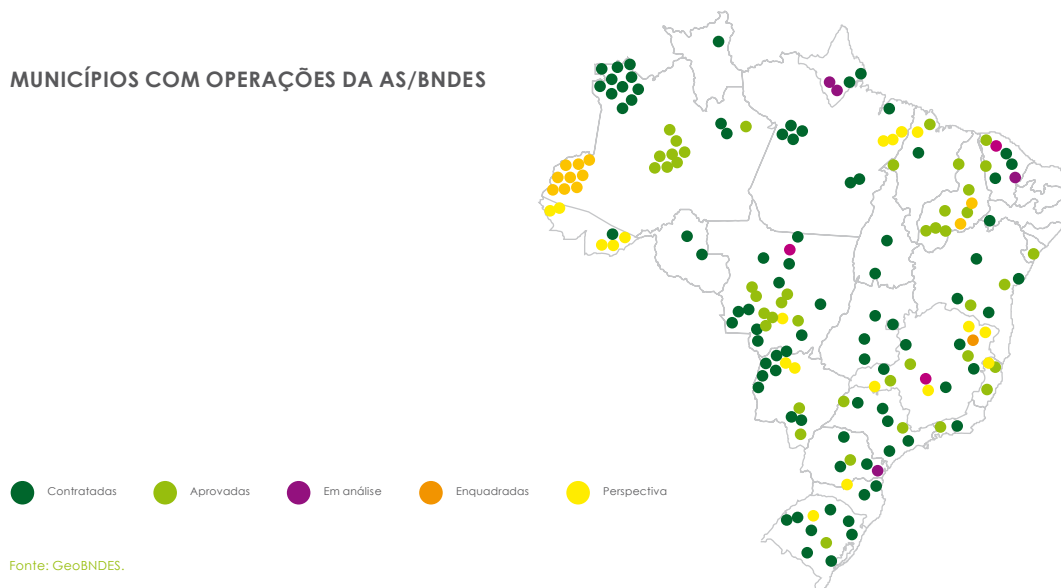 MUNICÍPIOS COM OPERAÇÕES DA AS/BNDES
Contratadas
Aprovadas
Em análise
Enquadradas
Perspectiva
Fonte: GeoBNDES.